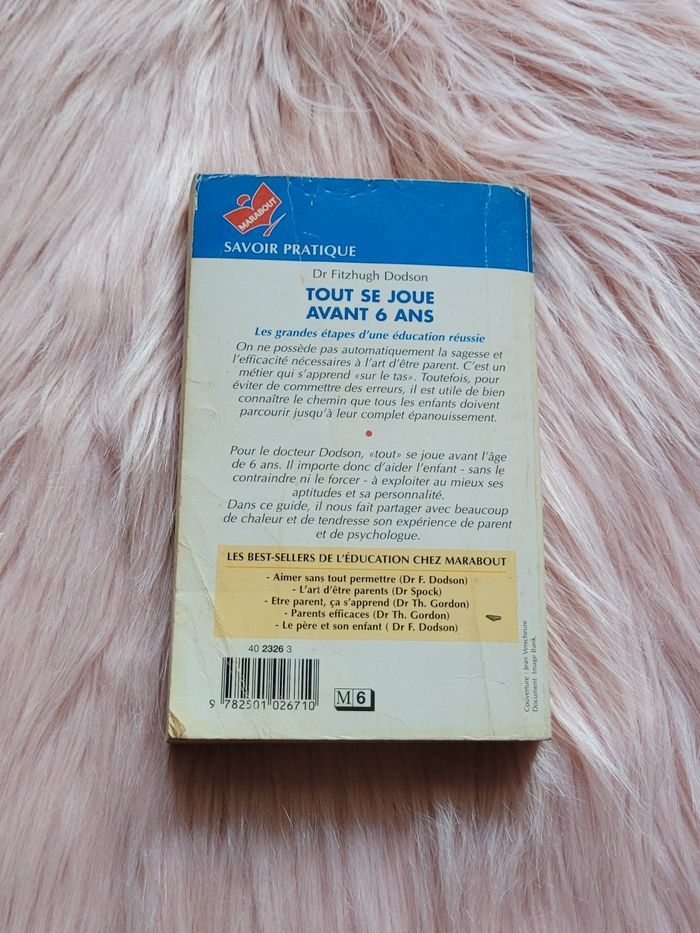 MARABOUT
SAVOIR PRATIQUE
Dr Fitzhugh Dodson
TOUT SE JOUE
AVANT 6 ANS
Les grandes étapes d'une éducation réussie
On ne possède pas automatiquement la sagesse et
l'efficacité nécessaires à l'art d'être parent. C'est un
métier qui s'apprend «sur le tas». Toutefois, pour
éviter de commettre des erreurs, il est utile de bien
connaître le chemin que tous les enfants doivent
parcourir jusqu'à leur complet épanouissement.
Pour le docteur Dodson, «tout» se joue avant l'âge
de 6 ans. Il importe donc d'aider l'enfant - sans le
contraindre ni le forcer - à exploiter au mieux ses
aptitudes et sa personnalité.
Dans ce guide, il nous fait partager avec beaucoup
de chaleur et de tendresse son expérience de parent
et de psychologue.
LES BEST-SELLERS DE L'ÉDUCATION CHEZ MARABOUT
- Aimer sans tout permettre (Dr F. Dodson)
- L'art d'être parents (Dr Spock)
- Etre parent, ça s'apprend (Dr Th. Gordon)
- Parents efficaces (Dr Th. Gordon)
- Le père et son enfant ( Dr F. Dodson)
40 2326 3
9 782501 026710
M 6
Couverture : Jean Verscheure
Document Image Bank.